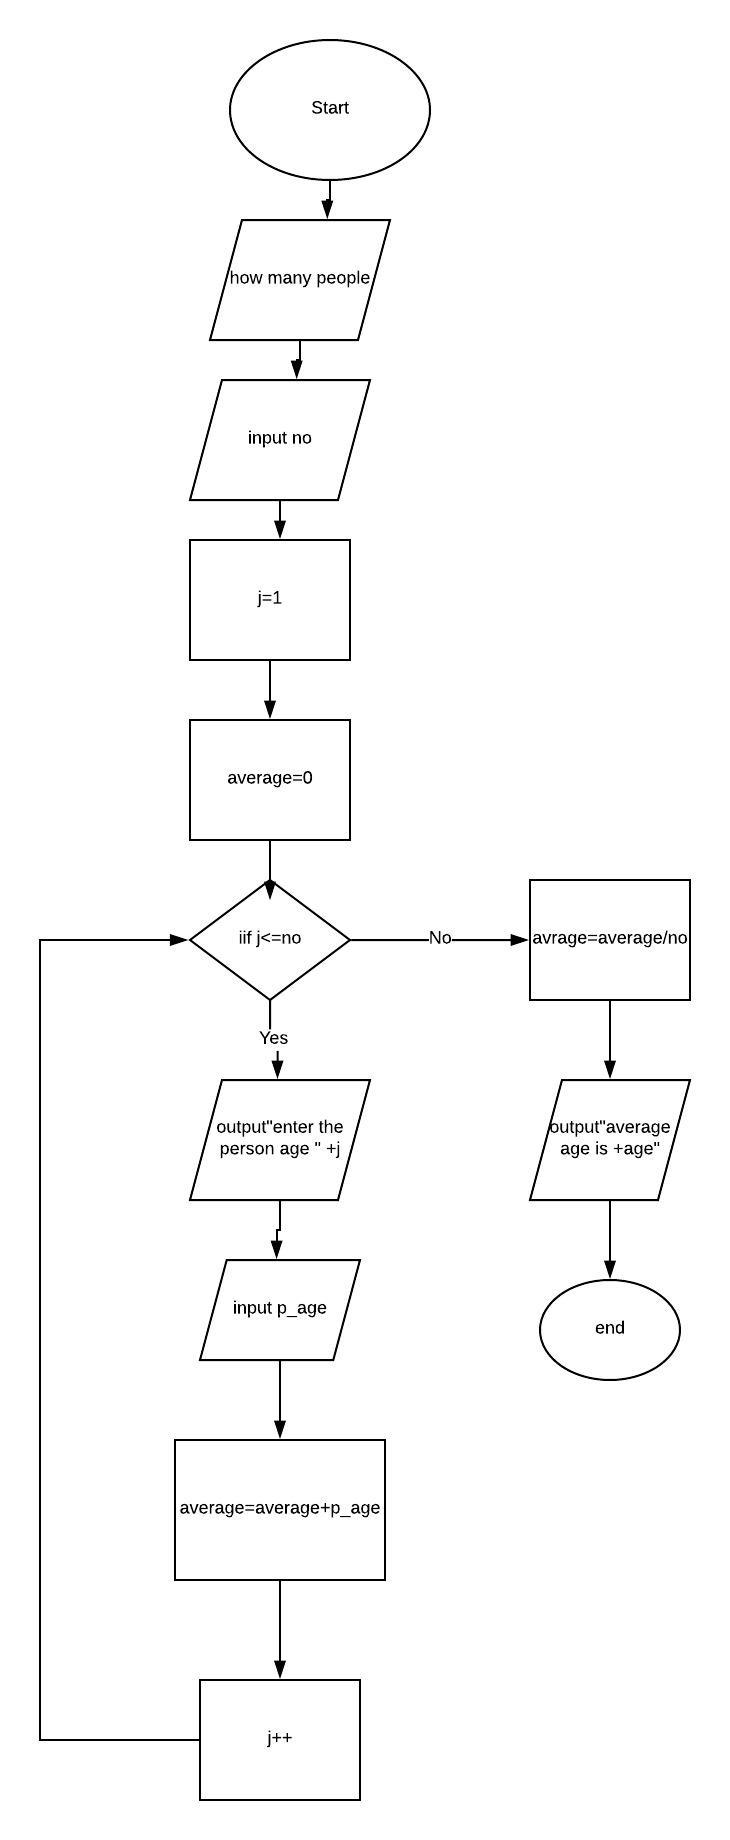 Start
how many people
input no
j=1
average=0
iif j<=no
No
avrage=average/no
Yes
output"enter the
person age " +j
output"average
age is +age"
input p_age
end
average=average+p_age
j++